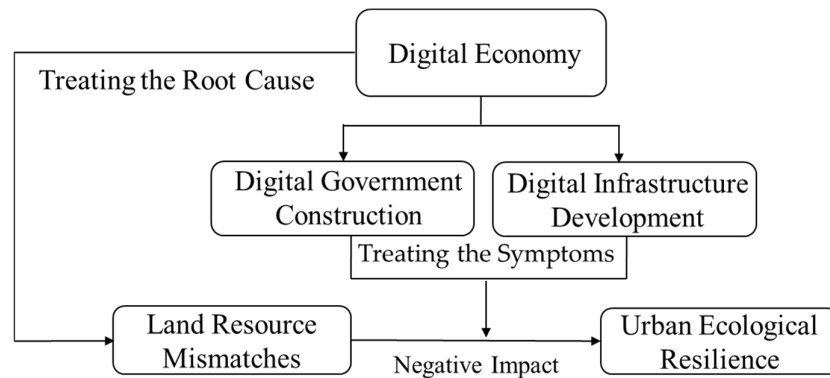 Digital Economy
Treating the Root Cause
Digital Government
Construction
Digital Infrastructure
Development
Treating the Symptoms
Land Resource
Mismatches
Negative Impact
Urban Ecological
Resilience